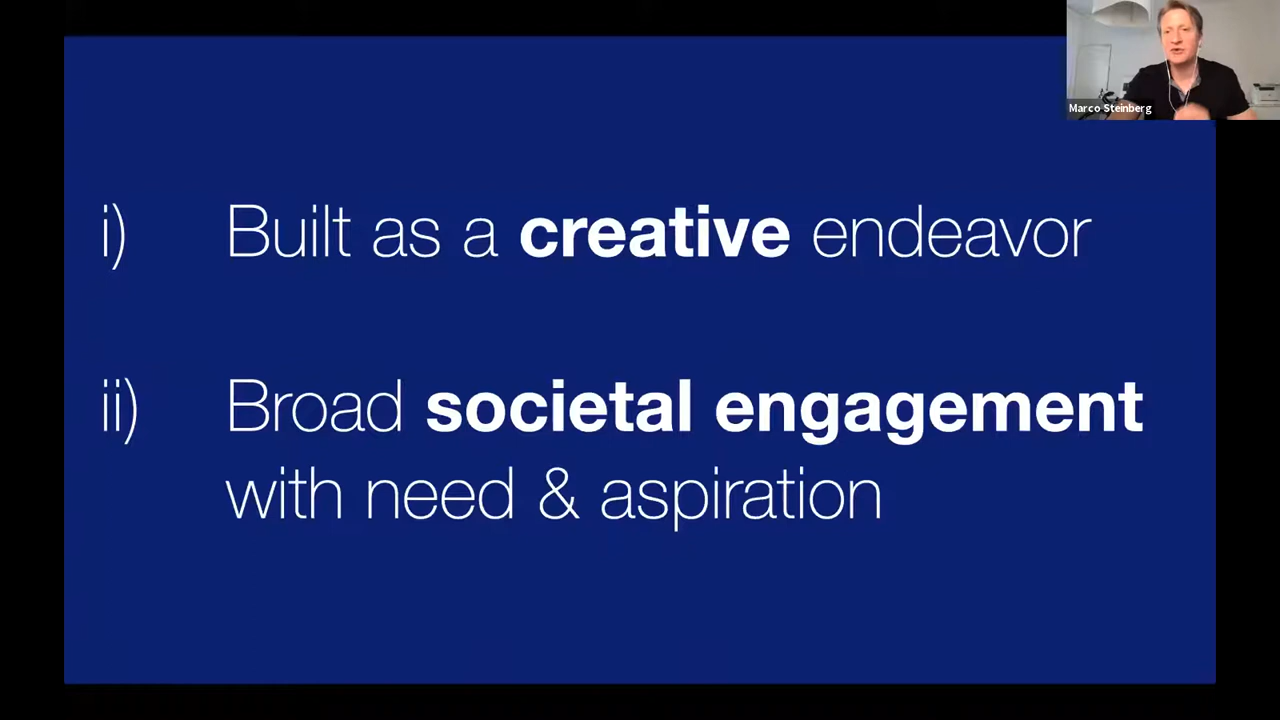 Marco Steinberg
i) Built as a creative endeavor
ii) Broad societal engagement
with need & aspiration